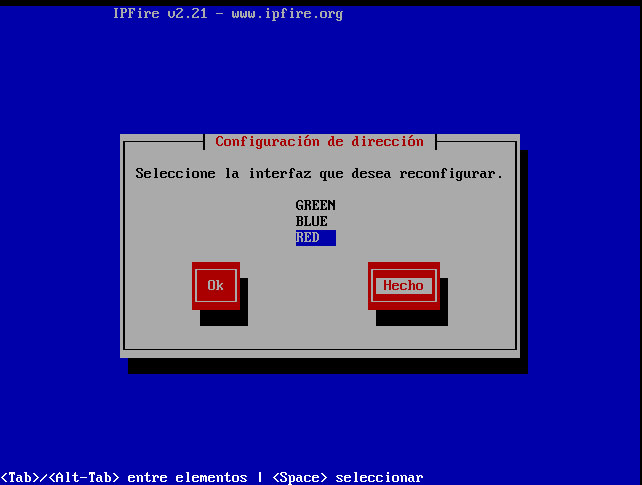 IPFire v2.21 - www.ipfire.org
Configuración de dirección
Seleccione la interfaz que desea reconfigurar.
GREEN
BLUE
RED
Ok Hecho
<Tab>/<Alt-Tab> entre elementos | <Space> seleccionar